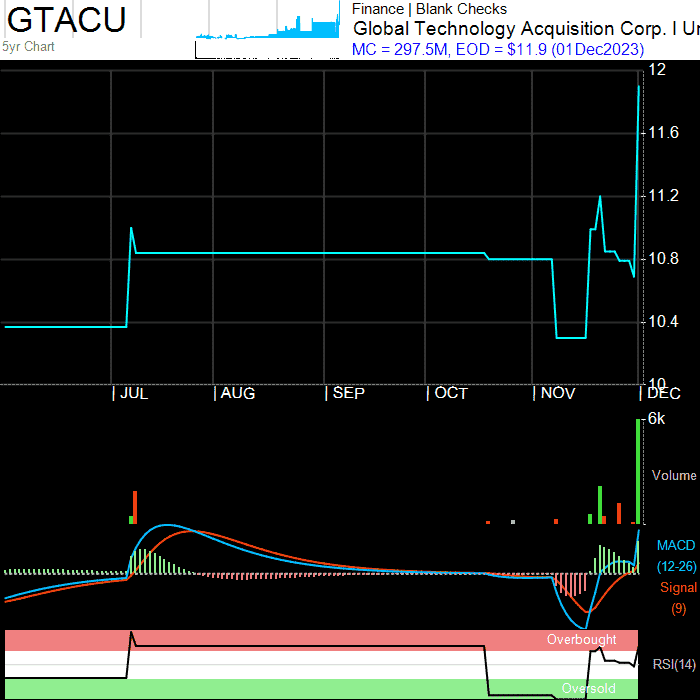 GTACU
5yr Chart
Finance | Blank Checks
Global Technology Acquisition Corp. I Un
MC = 297.5M, EOD = $11.9 (01Dec2023)
12
11.6
11.2
10.8
10.4
10
JUL AUG SEP OCT NOV DEC
6k
Volume
MACD
(12-26)
Signal
(9)
Overbought
RSI(14)
Oversold